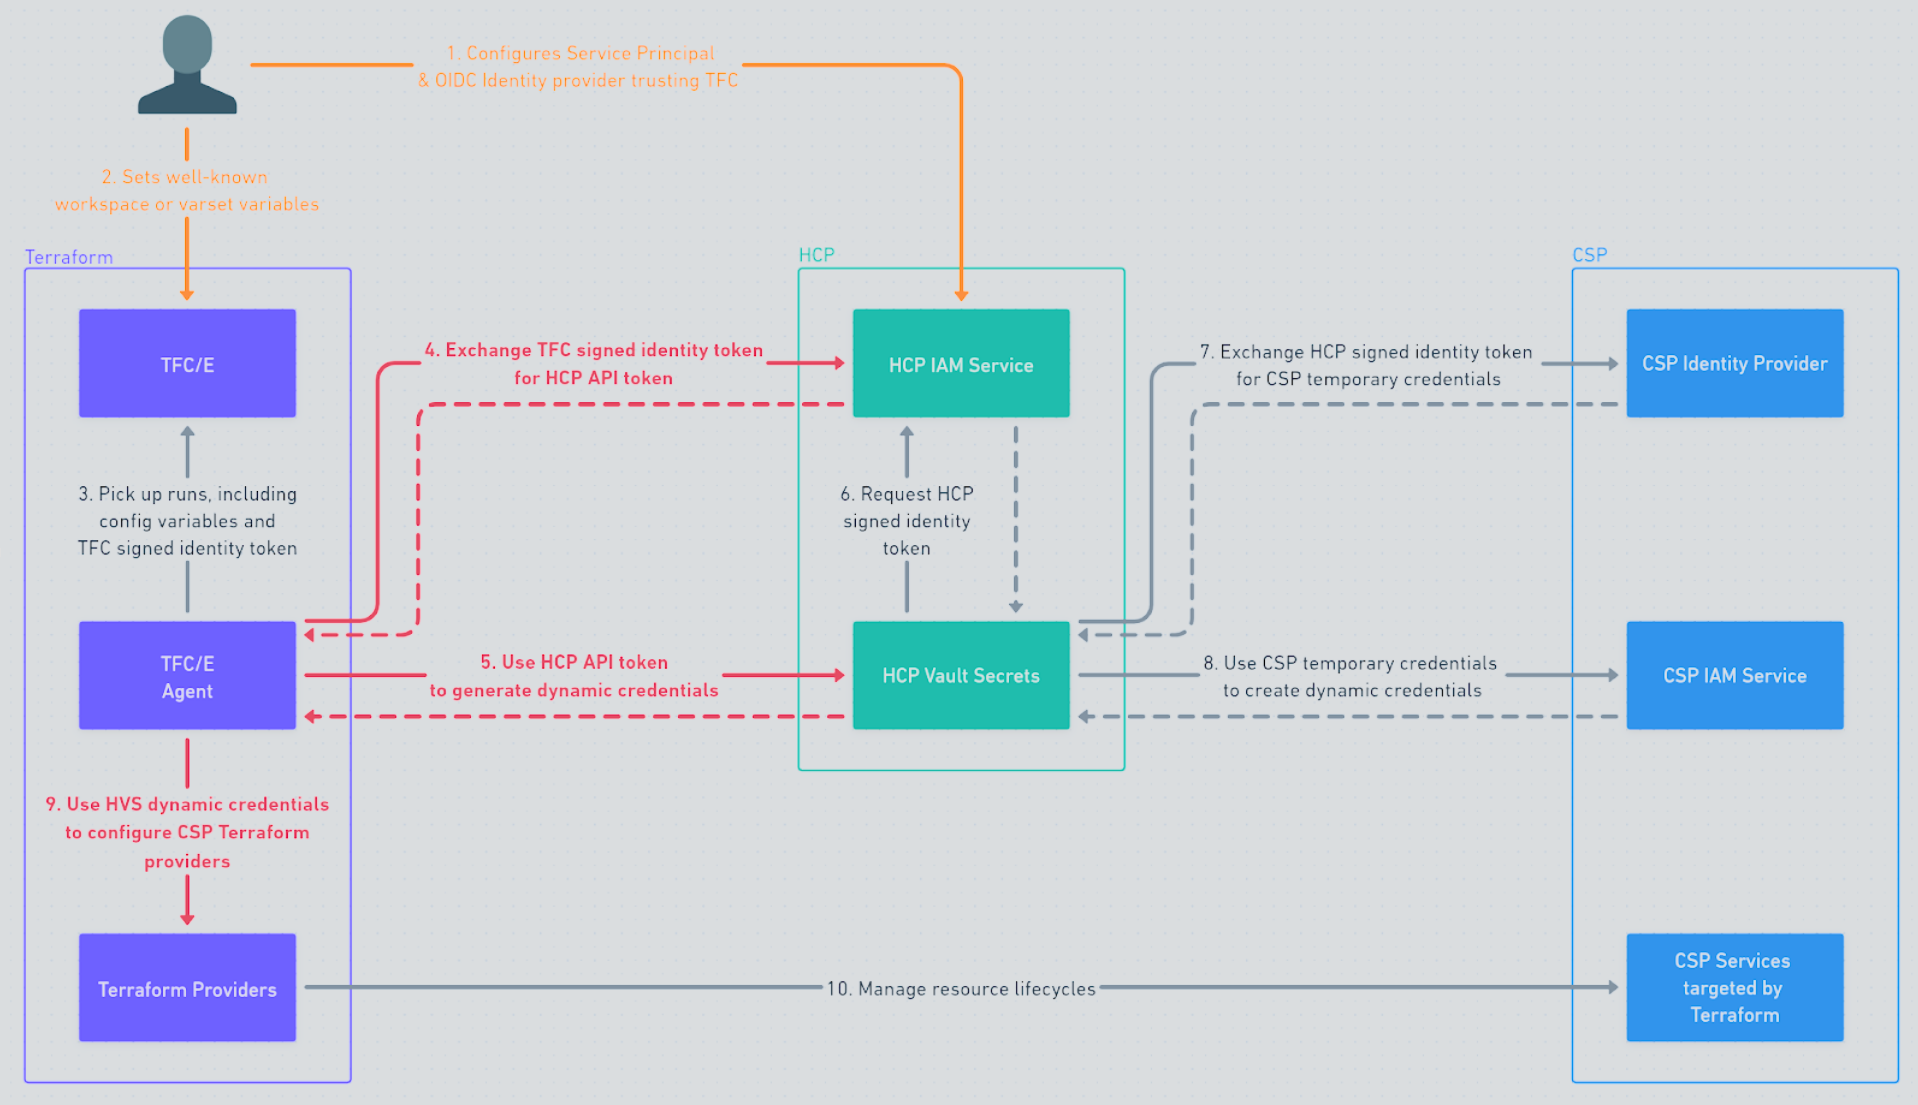 1. Configures Service Principal
& OIDC Identity provider trusting TFC
2. Sets well-known
workspace or varset variables
Terraform
HCP
CSP
TFC/E
4. Exchange TFC signed identity token
for HCP API token
HCP IAM Service
7. Exchange HCP signed identity token
for CSP temporary credentials
CSP Identity Provider
3. Pick up runs, including
config variables and
TFC signed identity token
6. Request HCP
signed identity
token
TFC/E
Agent
5. Use HCP API token
to generate dynamic credentials
HCP Vault Secrets
8. Use CSP temporary credentials
to create dynamic credentials
CSP IAM Service
9. Use HVS dynamic credentials
to configure CSP Terraform
providers
Terraform Providers
10. Manage resource lifecycles
CSP Services
targeted by
Terraform